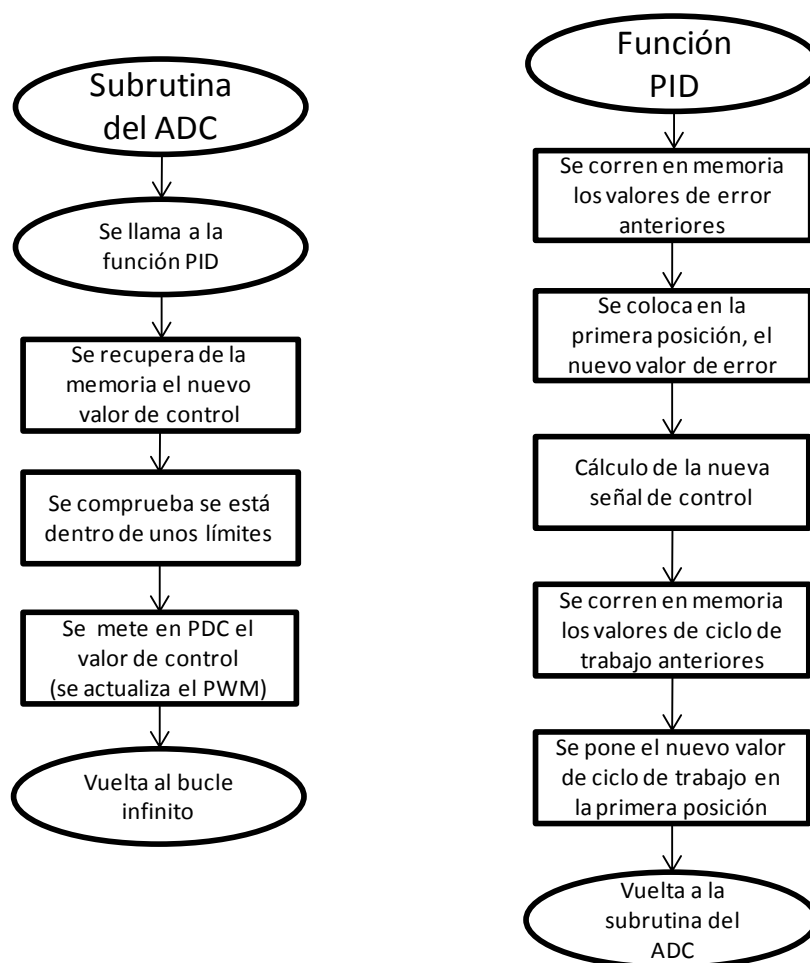 Subrutina
del ADC
Se llama a la
función PID
Se recupera de la
memoria el nuevo
valor de control
Se comprueba se está
dentro de unos límites
Se mete en PDC el
valor de control
(se actualiza el PWM)
Vuelta al bucle
infinito
Función
PID
Se corren en memoria
los valores de error
anteriores
Se coloca en la
primera posición, el
nuevo valor de error
Cálculo de la nueva
señal de control
Se corren en memoria
los valores de ciclo de
trabajo anteriores
Se pone el nuevo valor
de ciclo de trabajo en
la primera posición
Vuelta a la
subrutina del
ADC